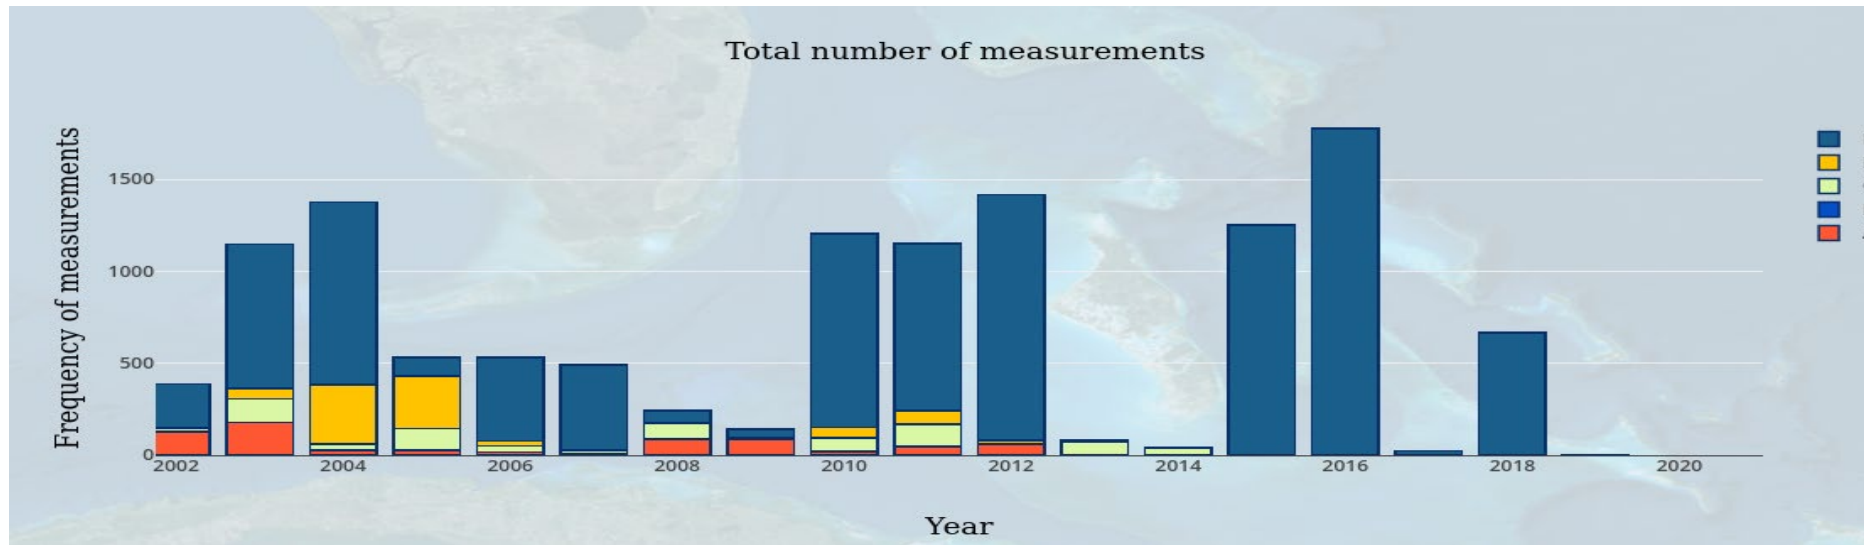 Total number of measurements
Frequency of measurements
1500
1000
500
0
2002 2004 2006 2008 2010 2012 2014 2016 2018 2020
Year